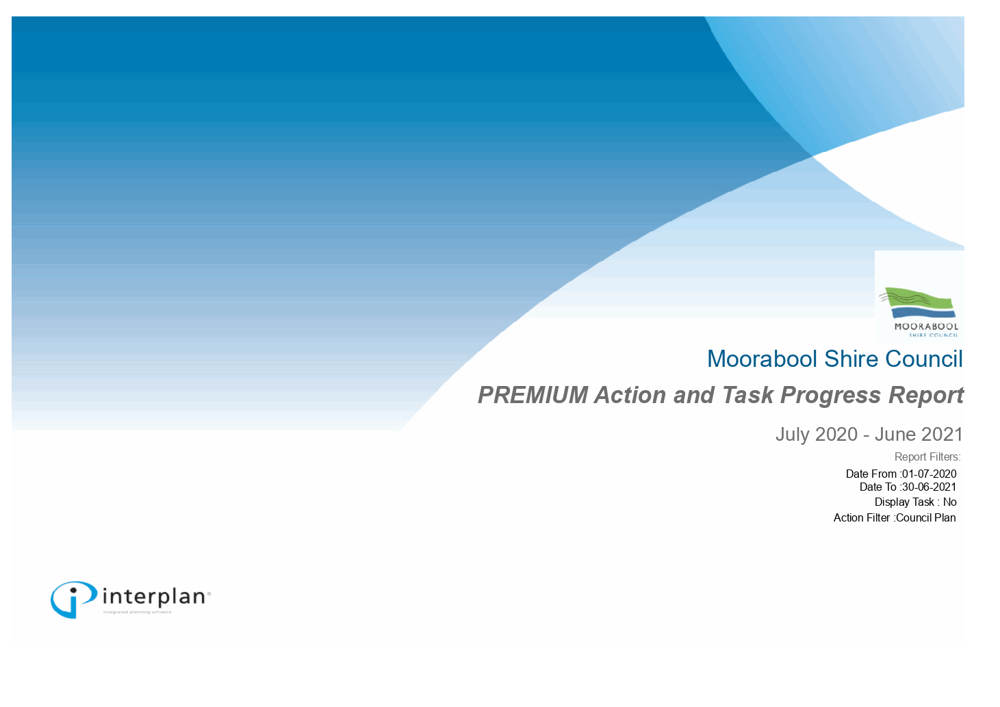 MOORABOOL
SHIRE COUNCIL
Moorabool Shire Council
PREMIUM Action and Task Progress Report
July 2020 - June 2021
Report Filters:
Date From :01-07-2020
Date To :30-06-2021
Display Task : No
Action Filter :Council Plan
interplan®
integrated planning software